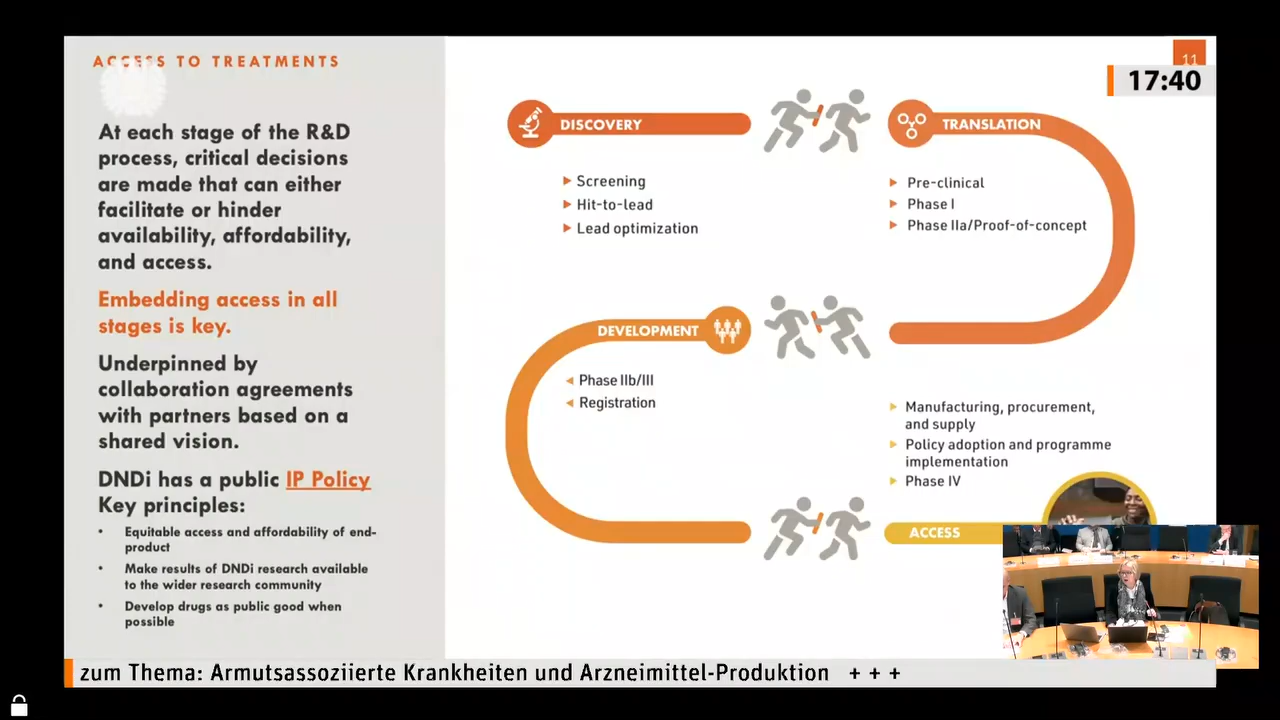 ACCESS TO TREATMENTS
11
17:40
At each stage of the R&D
process, critical decisions
are made that can either
facilitate or hinder
availability, affordability,
and access.
Embedding access in all
stages is key.
Underpinned by
collaboration agreements
with partners based on a
shared vision.
DNDi has a public IP Policy
Key principles:
• Equitable access and affordability of end-
product
• Make results of DNDi research available
to the wider research community
• Develop drugs as public good when
possible
DISCOVERY
Screening
Hit-to-lead
Lead optimization
TRANSLATION
Pre-clinical
Phase I
Phase IIa/Proof-of-concept
DEVELOPMENT
Phase IIb/III
Registration
Manufacturing, procurement,
and supply
Policy adoption and programme
implementation
Phase IV
ACCESS
zum Thema: Armutsassoziierte Krankheiten und Arzneimittel-Produktion + + +